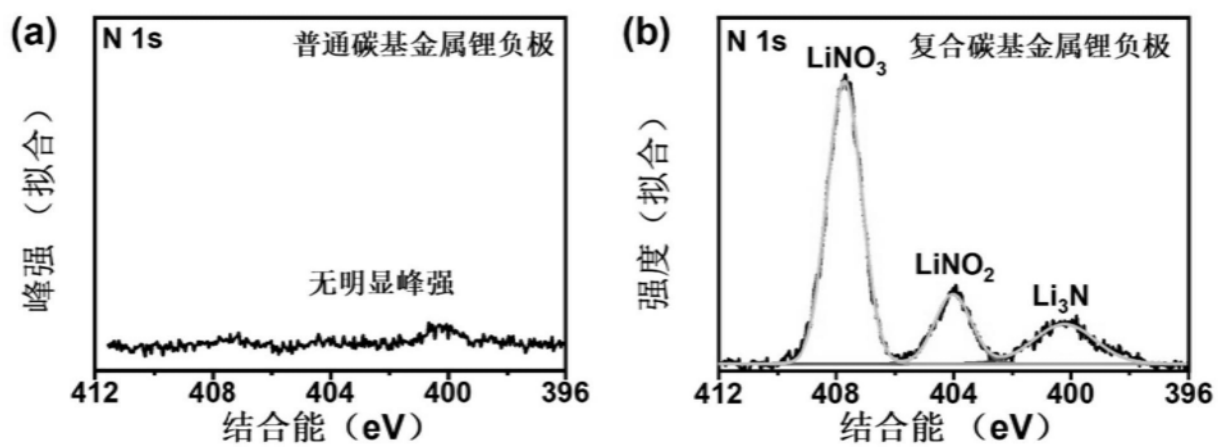 (a)
N 1s
普通碳基金属锂负极
无明显峰强
峰强（拟合）
412
408
404
400
396
结合能（eV）
(b)
N 1s
复合碳基金属锂负极
LiNO3
LiNO2
Li3N
强度（拟合）
412
408
404
400
396
结合能（eV）